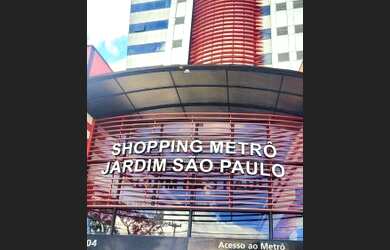 SHOPPING METRÔ
JARDIM SÃO PAULO
04
Acesso ao Metrô